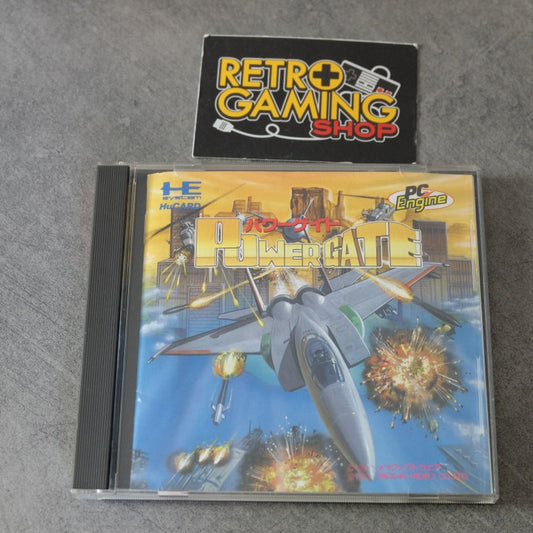 RETRO
GAMING
SHOP
HE
SYSTEM
HuCARD
PC
Engine
パワーゲイト
POWER GATE